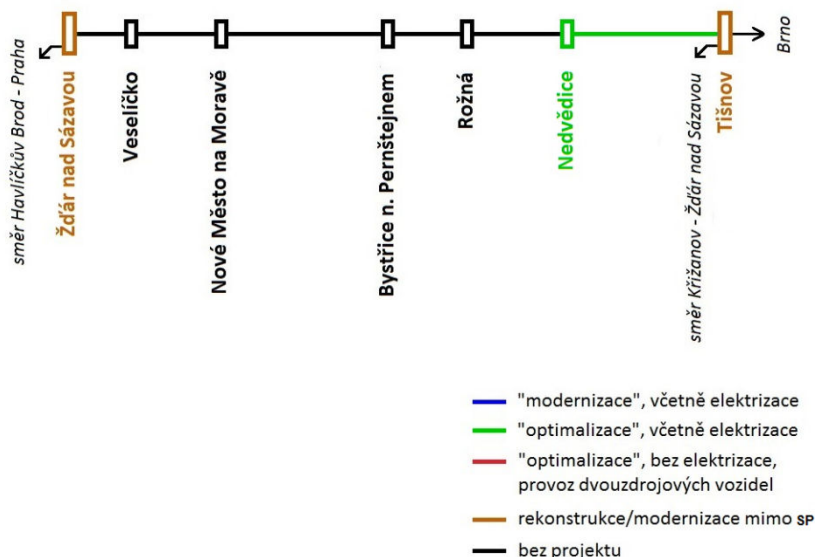 směr Havlíčkův Brod - Praha
Žďár nad Sázavou
Veselíčko
Nové Město na Moravě
Bystřice n. Pernštejnem
Rožná
Nedvědice
směr Křižanov - Žďár nad Sázavou
Tišnov
Brno
"modernizace", včetně elektrizace
"optimalizace", včetně elektrizace
"optimalizace", bez elektrizace,
provoz dvouzdrojových vozidel
rekonstrukce/modernizace mimo SP
bez projektu